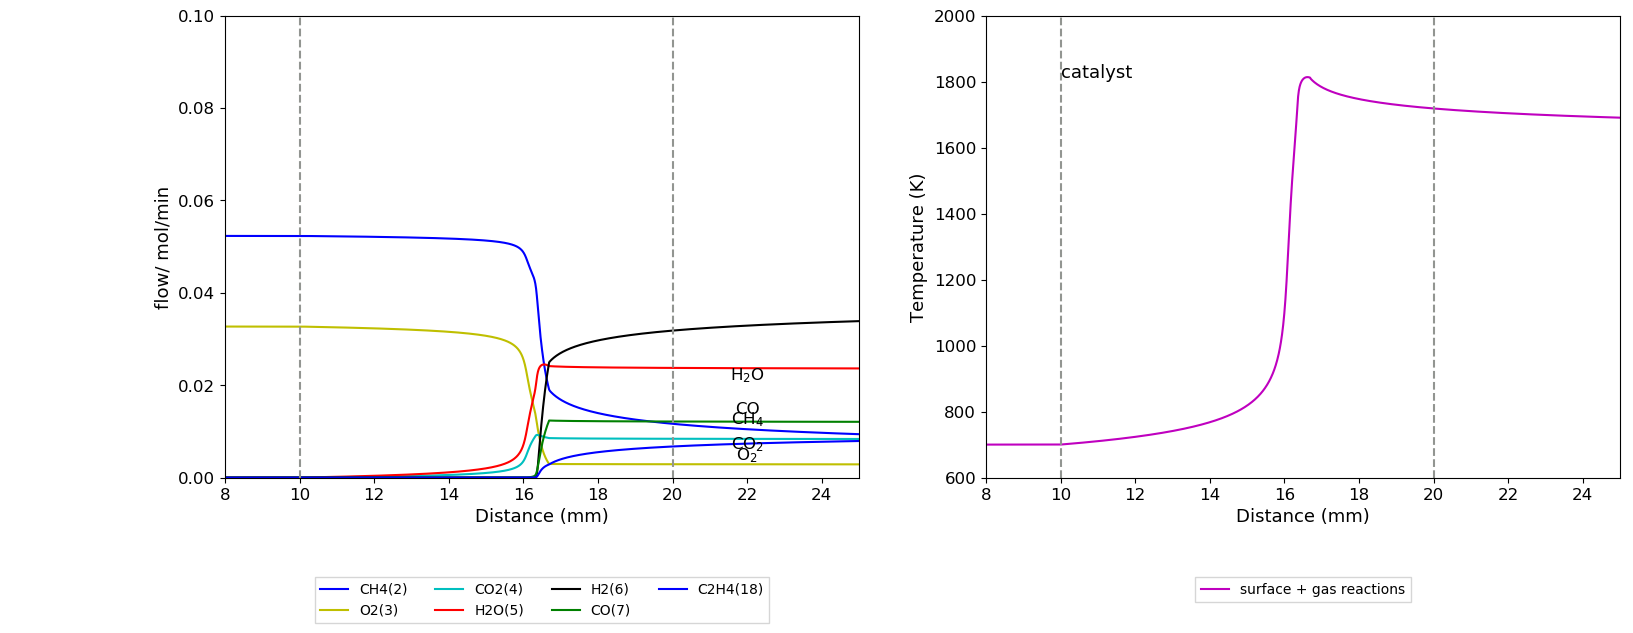 0.10
0.08
0.06
0.04
0.02
0.00
flow/ mol/min
8 10 12 14 16 18 20 22 24
Distance (mm)
H₂O
CO
CH₄
CO₂
O₂
CH4(2) CO2(4) H2(6) C2H4(18)
O2(3) H2O(5) CO(7)
2000
1800
1600
1400
1200
1000
800
600
Temperature (K)
catalyst
8 10 12 14 16 18 20 22 24
Distance (mm)
surface + gas reactions